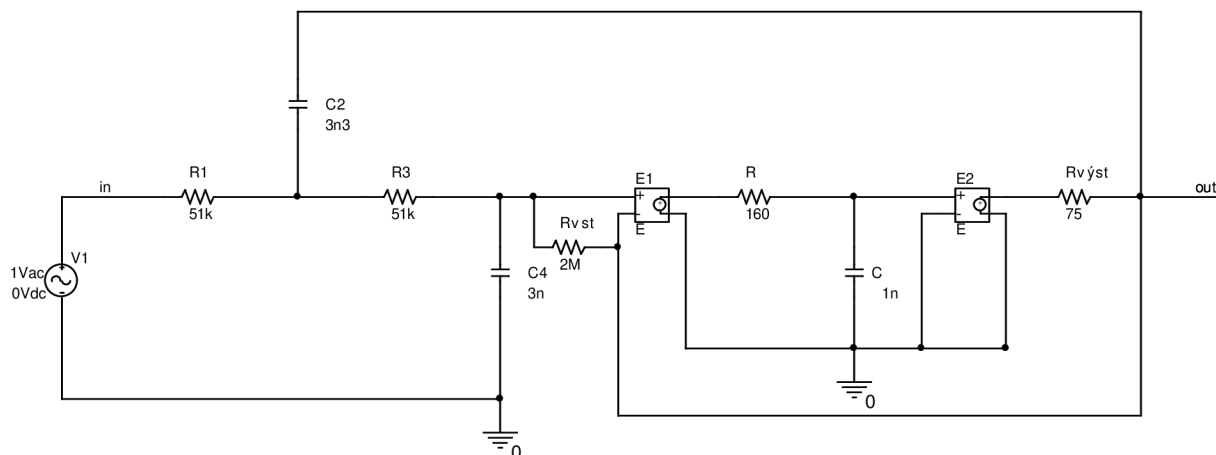 C2
3n3
R1
51k
R3
51k
in
E1
E
R
160
E2
E
Rvýst
75
out
Rvst
2M
V1
1Vac
0Vdc
C4
3n
C
1n
0
0